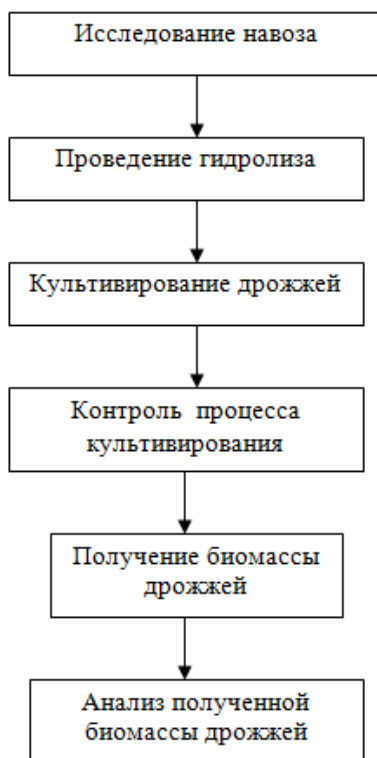 Исследование навоза
Проведение гидролиза
Культивирование дрожжей
Контроль процесса
культивирования
Получение биомассы
дрожжей
Анализ полученной
биомассы дрожжей